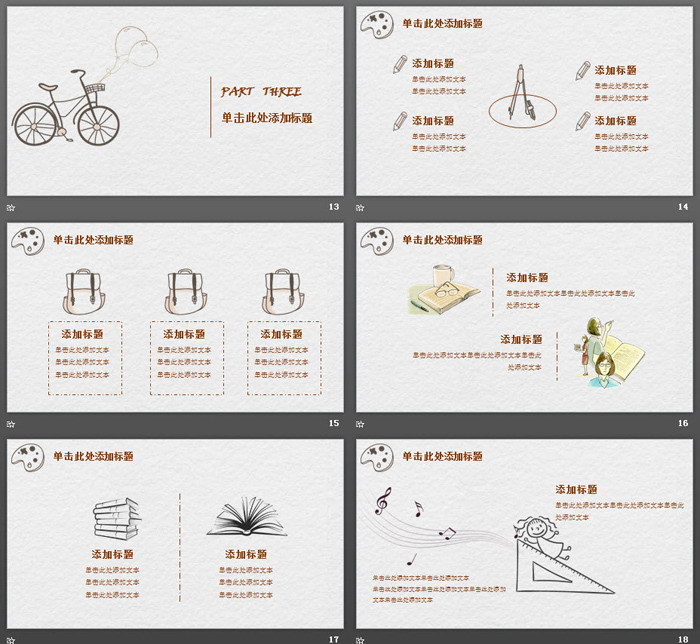 PART THREE
单击此处添加标题
13
单击此处添加标题
添加标题
单击此处添加文本
单击此处添加文本
添加标题
单击此处添加文本
单击此处添加文本
添加标题
单击此处添加文本
单击此处添加文本
添加标题
单击此处添加文本
单击此处添加文本
14
单击此处添加标题
添加标题
单击此处添加文本
单击此处添加文本
单击此处添加文本
添加标题
单击此处添加文本
单击此处添加文本
单击此处添加文本
添加标题
单击此处添加文本
单击此处添加文本
单击此处添加文本
15
单击此处添加标题
添加标题
单击此处添加文本单击此处添加文本单击此
处添加文本
添加标题
单击此处添加文本单击此处添加文本单击此
处添加文本
16
单击此处添加标题
添加标题
单击此处添加文本
单击此处添加文本
单击此处添加文本
添加标题
单击此处添加文本
单击此处添加文本
单击此处添加文本
17
单击此处添加标题
添加标题
单击此处添加文本单击此处添加文本单击此
处添加文本
单击此处添加文本单击此处添加文本
单击此处添加文本单击此处添加文本单击此处添加
文本单击此处添加文本
18